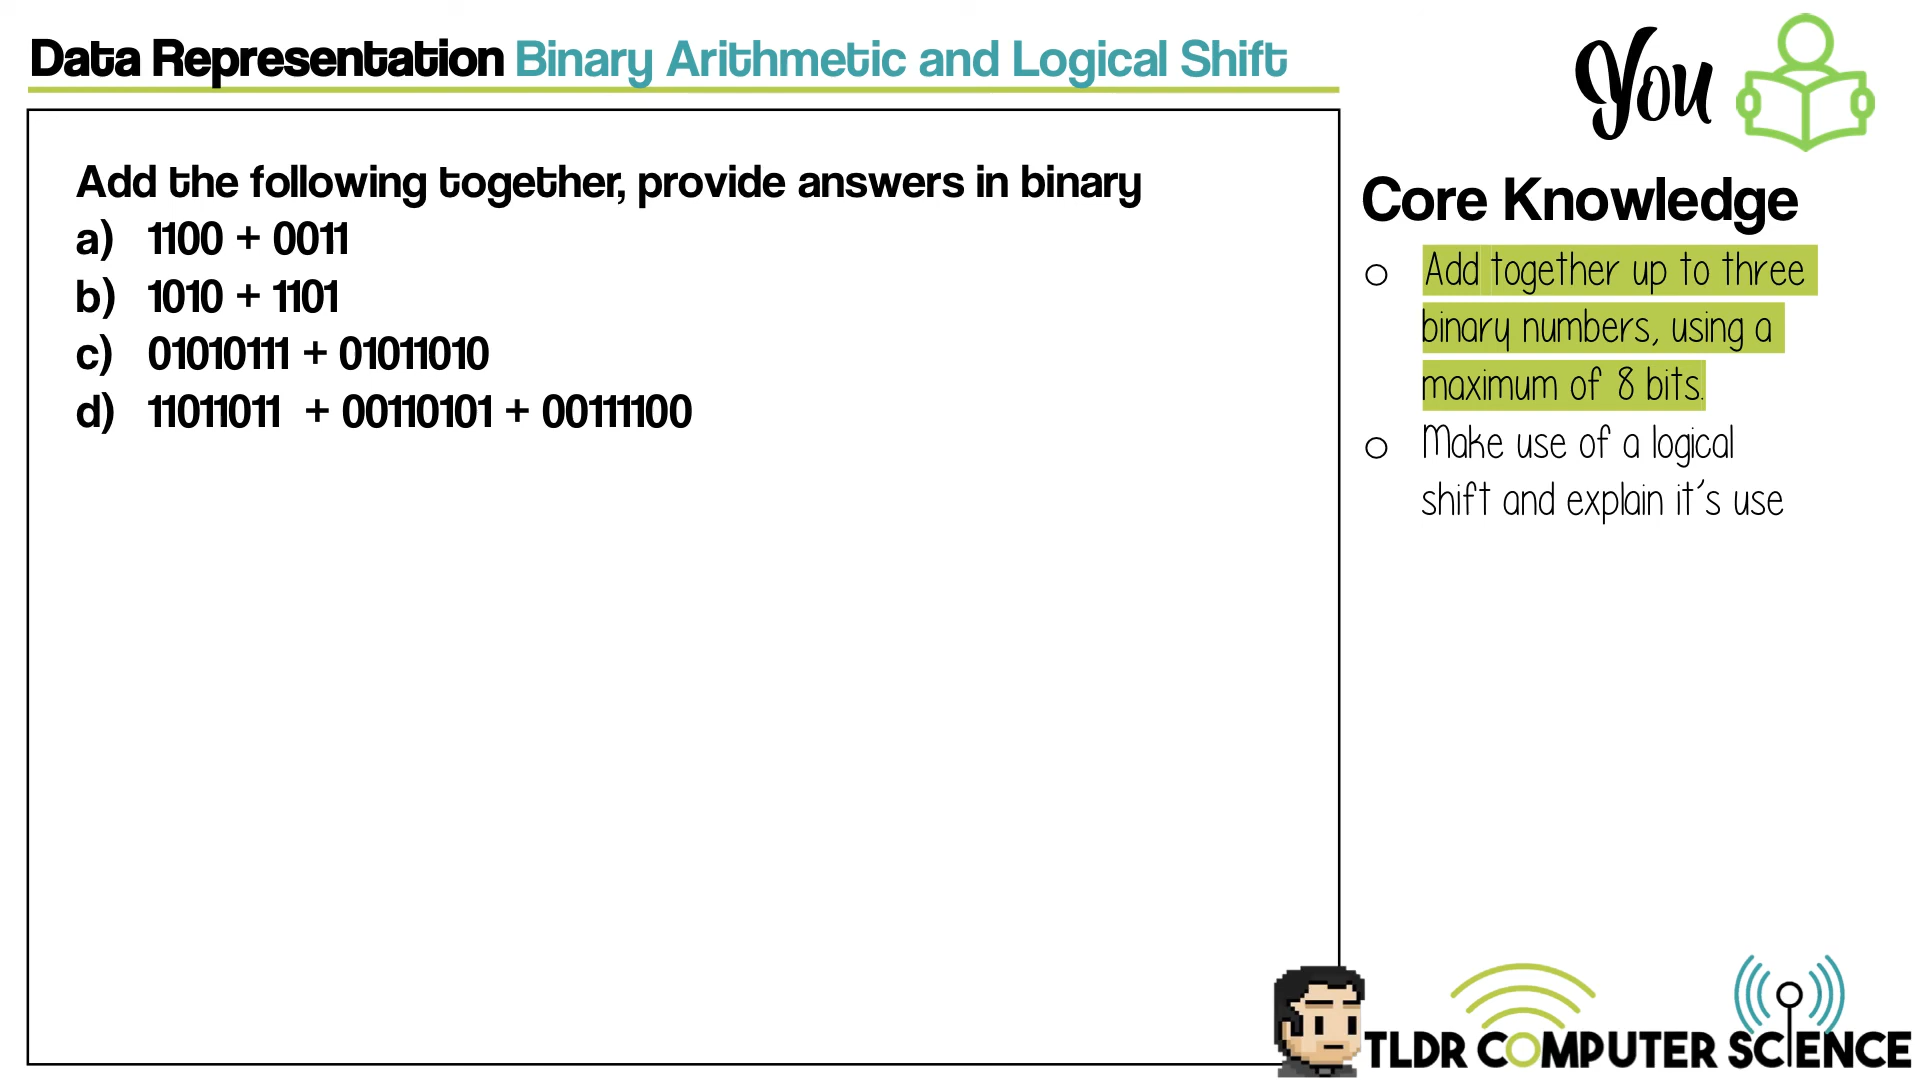 Data Representation Binary Arithmetic and Logical Shift
You
Add the following together, provide answers in binary
a) 1100 + 0011
b) 1010 + 1101
c) 01010111 + 01011010
d) 11011011 + 00110101 + 00111100
Core Knowledge
Add together up to three
binary numbers, using a
maximum of 8 bits.
Make use of a logical
shift and explain it's use
TLDR COMPUTER SCIENCE